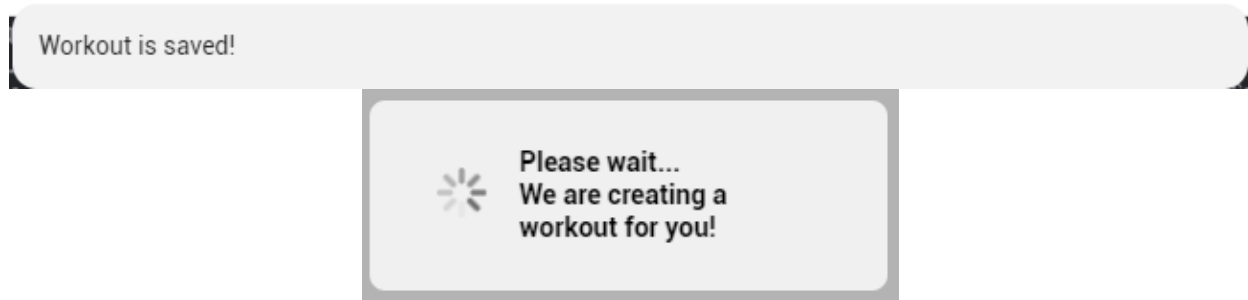 Workout is saved!
Please wait...
We are creating a
workout for you!